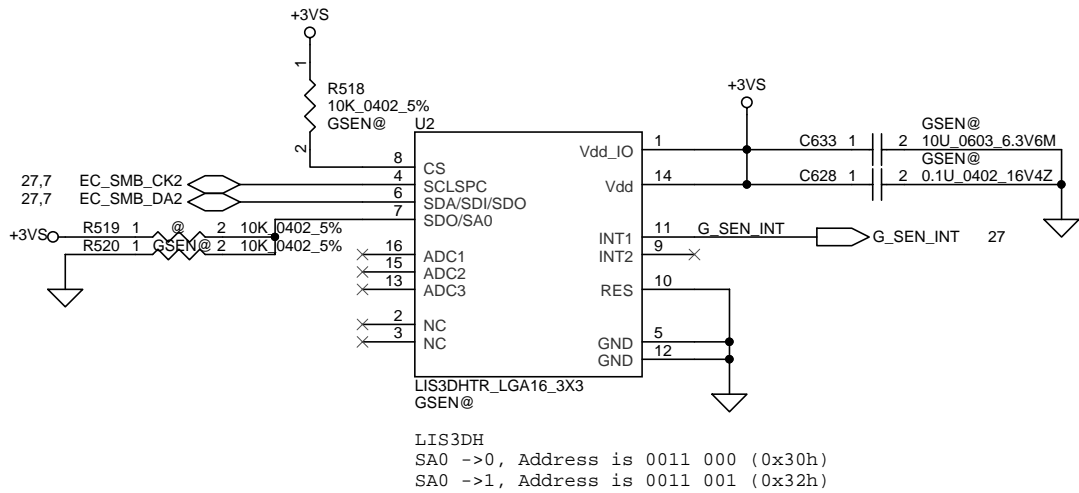 +3VS
1
R518
10K_0402_5%
GSEN@
2
U2
+3VS
8
CS
4
SCLSPC
6
SDA/SDI/SDO
7
SDO/SA0
27,7 EC_SMB_CK2
27,7 EC_SMB_DA2
+3VS R519 1 @ 2 10K_0402_5%
R520 1 GSEN@ 2 10K_0402_5%
16
ADC1
15
ADC2
13
ADC3
2
NC
3
NC
Vdd_IO
1
Vdd
14
GSEN@
C633 1 2 10U_0603_6.3V6M
GSEN@
C628 1 2 0.1U_0402_16V4Z
INT1
11
G_SEN_INT
G_SEN_INT 27
INT2
9
RES
10
GND
5
GND
12
LIS3DHTR_LGA16_3X3
GSEN@
LIS3DH
SA0 ->0, Address is 0011 000 (0x30h)
SA0 ->1, Address is 0011 001 (0x32h)